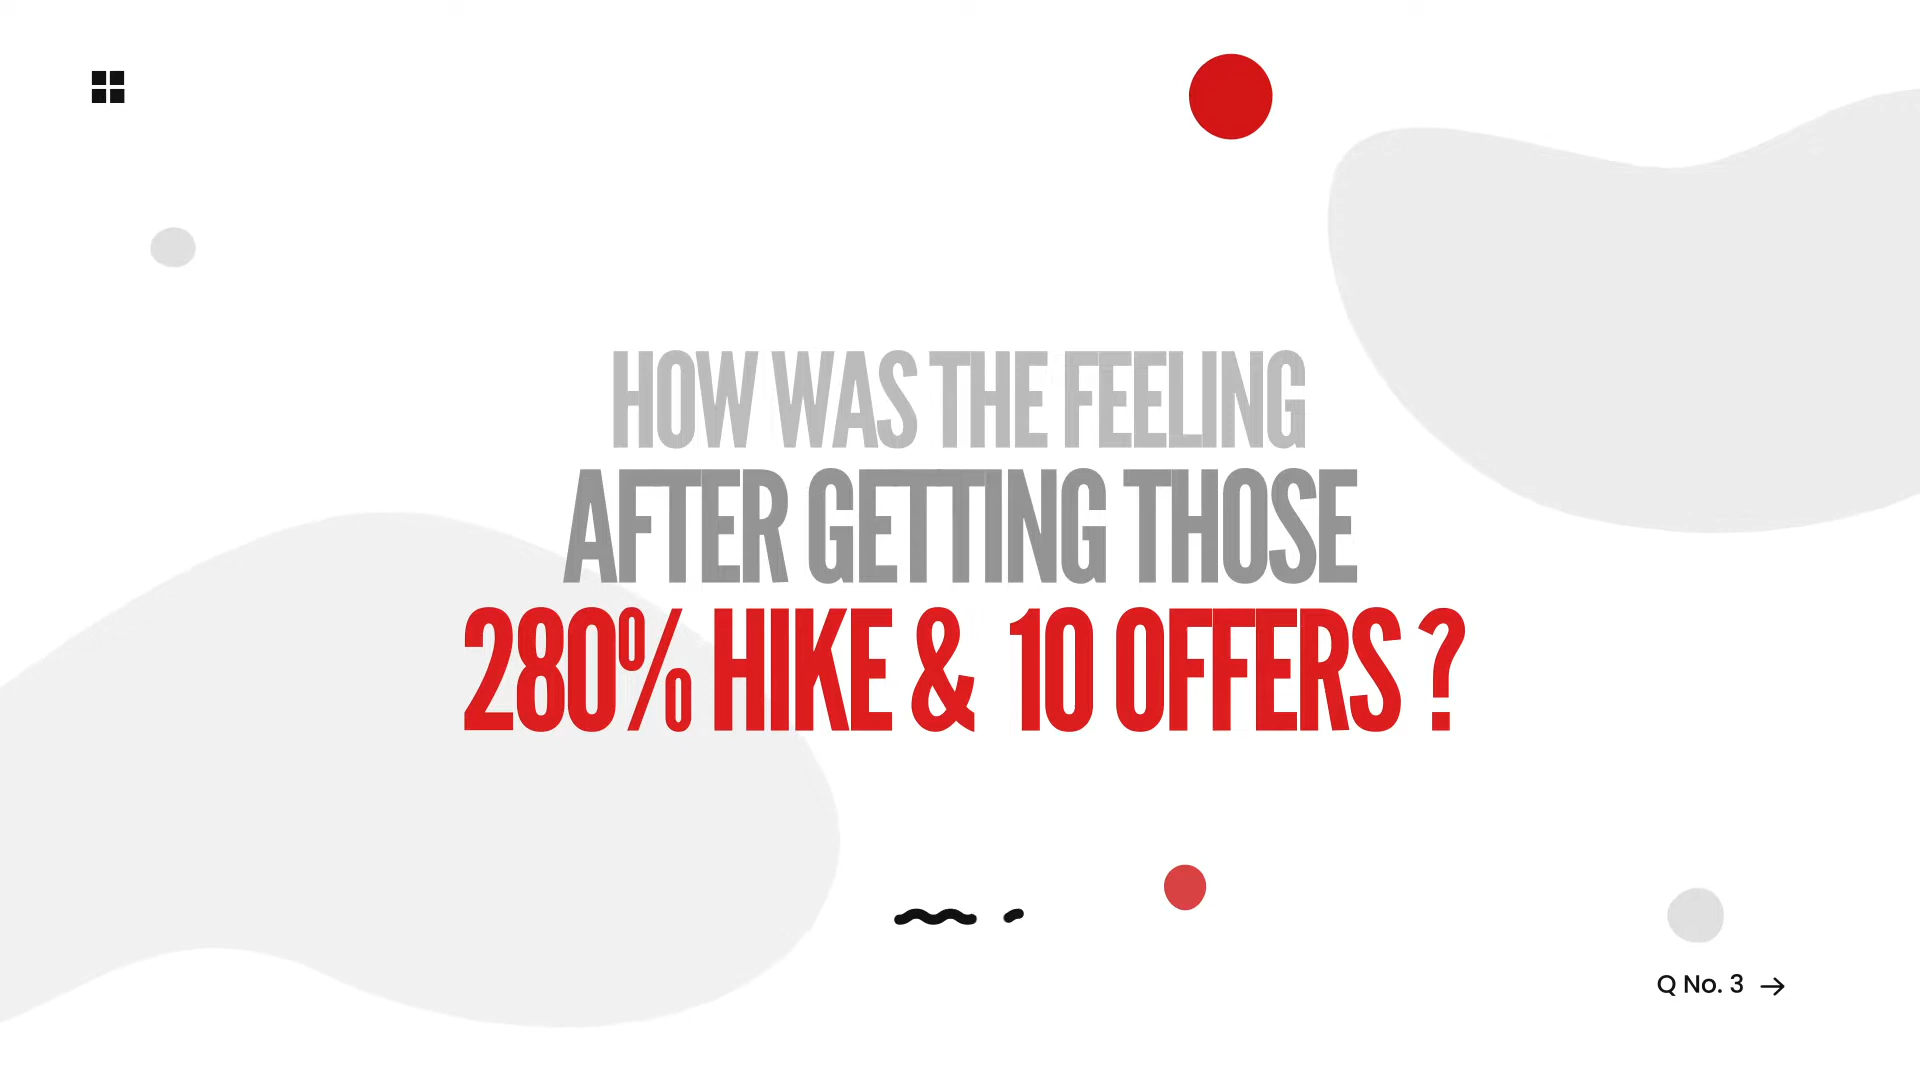 HOW WAS THE FEELING
AFTER GETTING THOSE
280% HIKE & 10 OFFERS ?
Q No. 3 →